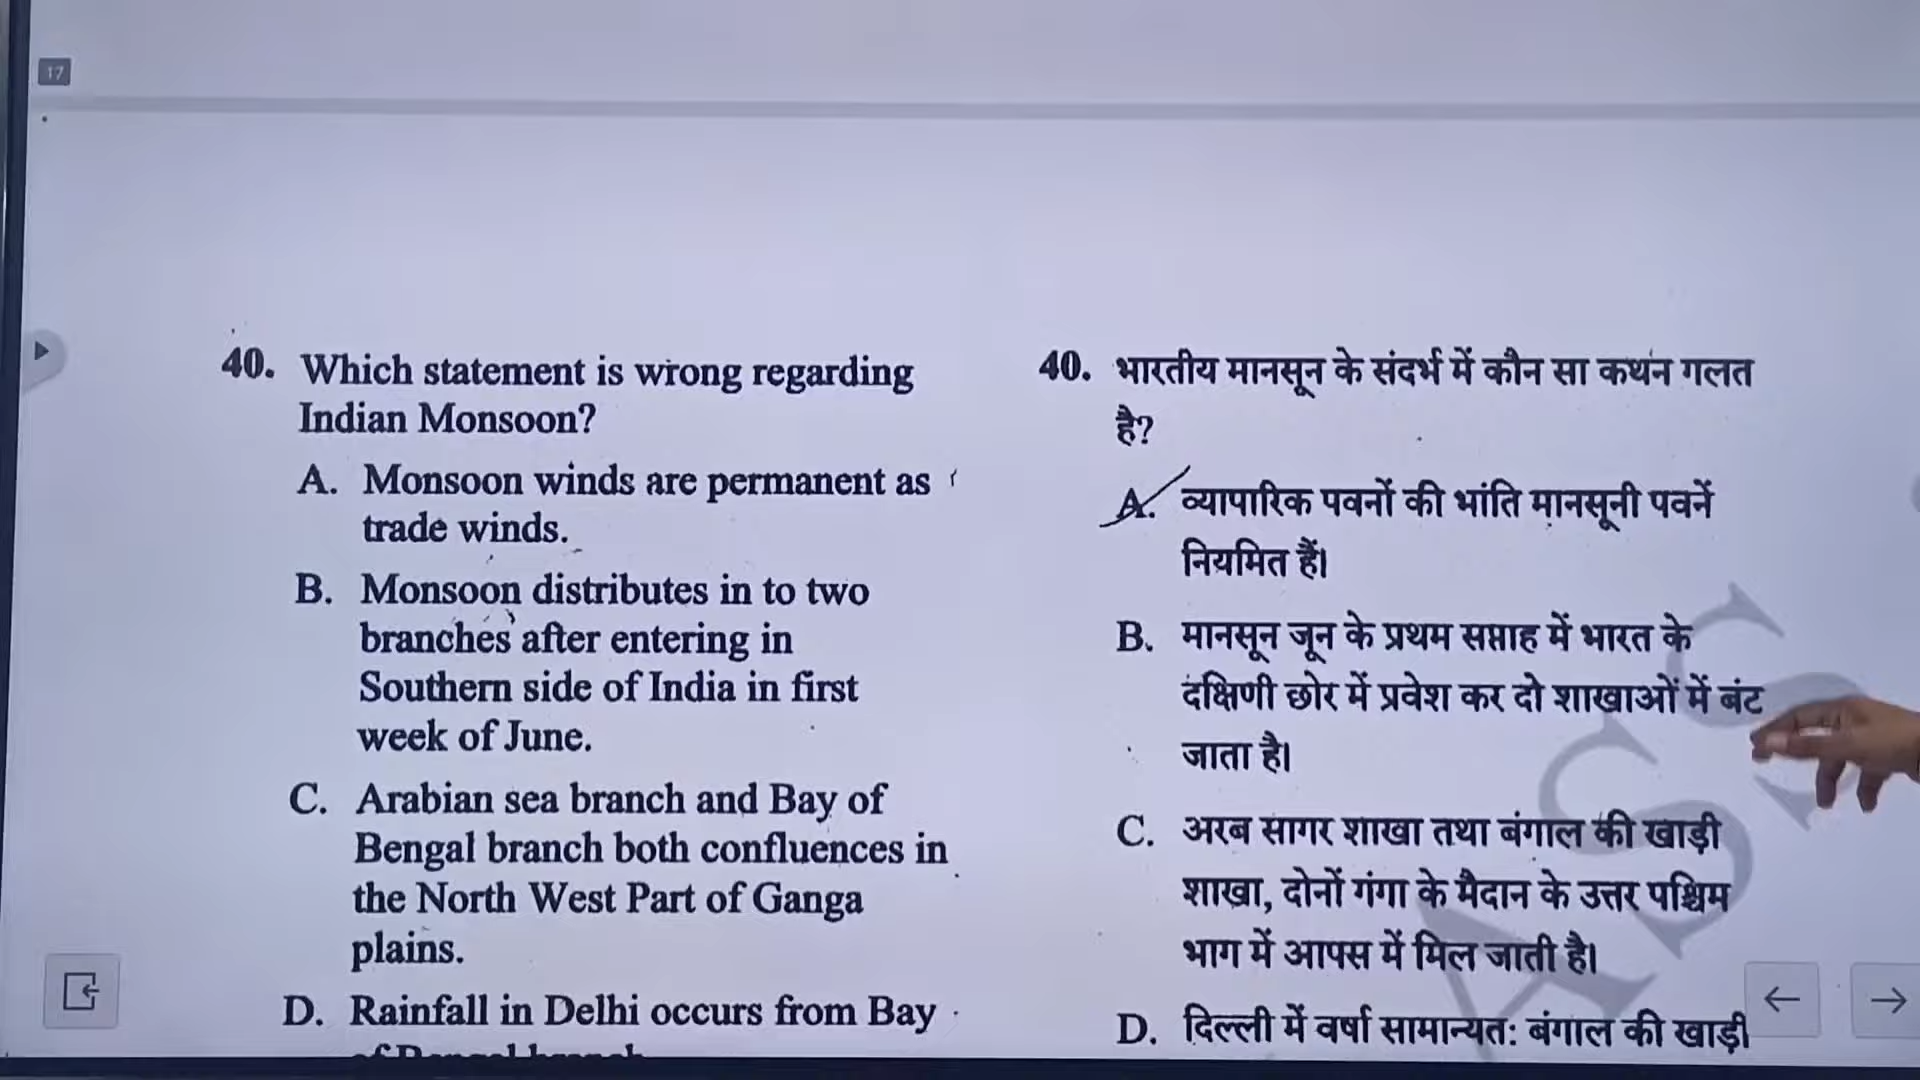 17
40. Which statement is wrong regarding
Indian Monsoon?
A. Monsoon winds are permanent as
trade winds.
B. Monsoon distributes in to two
branches after entering in
Southern side of India in first
week of June.
C. Arabian sea branch and Bay of
Bengal branch both confluences in
the North West Part of Ganga
plains.
D. Rainfall in Delhi occurs from Bay
40. भारतीय मानसून के संदर्भ में कौन सा कथन गलत
है?
A. व्यापारिक पवनों की भांति मानसूनी पवनें
नियमित हैं।
B. मानसून जून के प्रथम सप्ताह में भारत के
दक्षिणी छोर में प्रवेश कर दो शाखाओं में बंट
जाता है।
C. अरब सागर शाखा तथा बंगाल की खाड़ी
शाखा, दोनों गंगा के मैदान के उत्तर पश्चिम
भाग में आपस में मिल जाती है।
D. दिल्ली में वर्षा सामान्यत: बंगाल की खाड़ी